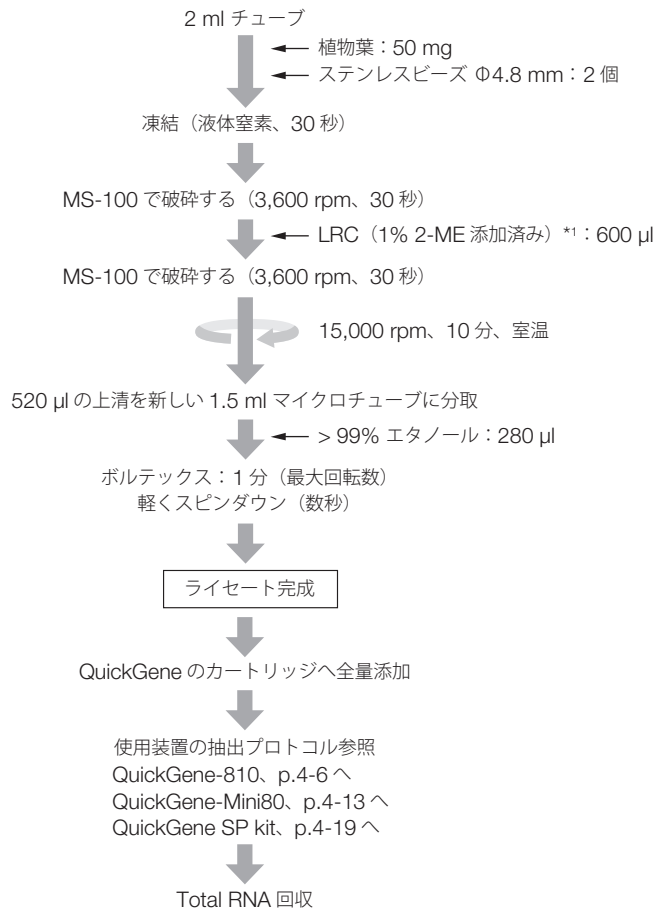 2 ml チューブ
植物葉：50 mg
ステンレスビーズ Φ4.8 mm：2 個
凍結（液体窒素、30 秒）
MS-100 で破砕する（3,600 rpm、30 秒）
LRC（1% 2-ME 添加済み）*1：600 µl
MS-100 で破砕する（3,600 rpm、30 秒）
15,000 rpm、10 分、室温
520 µl の上清を新しい 1.5 ml マイクロチューブに分取
> 99% エタノール：280 µl
ボルテックス：1 分（最大回転数）
軽くスピンダウン（数秒）
ライセート完成
QuickGene のカートリッジへ全量添加
使用装置の抽出プロトコル参照
QuickGene-810、p.4-6 へ
QuickGene-Mini80、p.4-13 へ
QuickGene SP kit、p.4-19 へ
Total RNA 回収